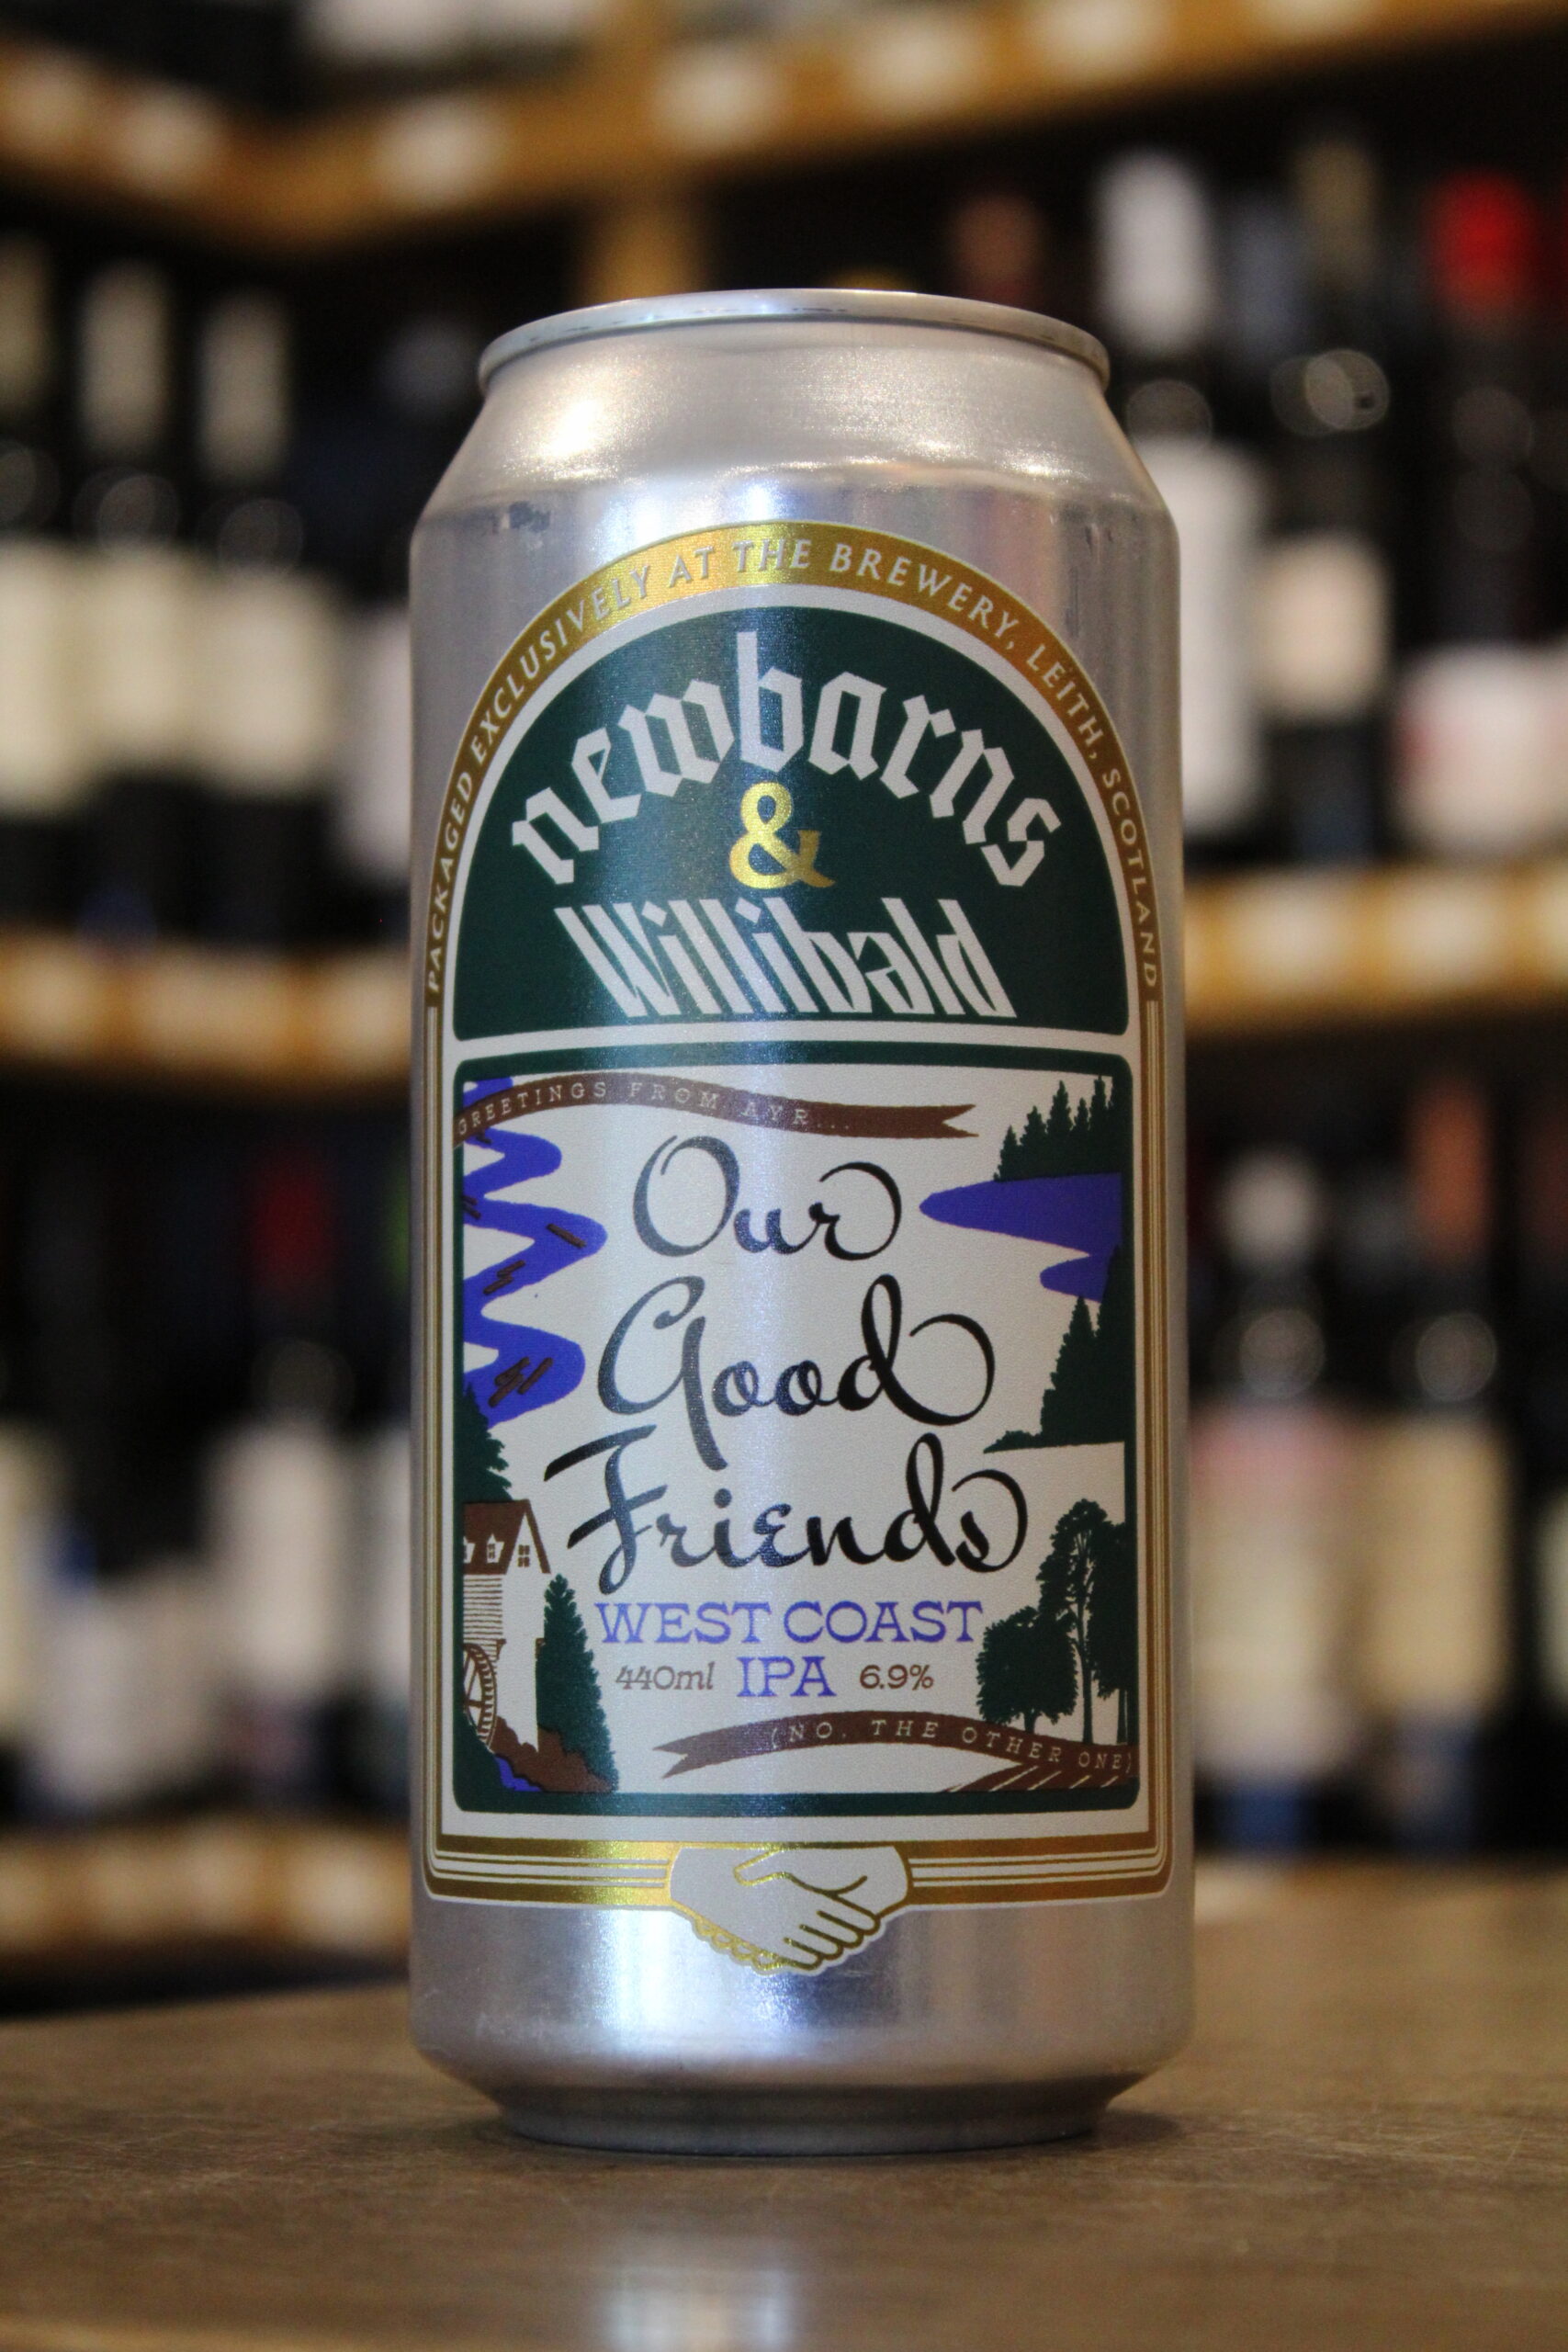 PACKAGED EXCLUSIVELY AT THE BREWERY, LEITH, SCOTLAND
newbarns
&
Willibald
GREETINGS FROM AYR...
Our
Good
Friends
WEST COAST
440ml IPA 6.9%
(NO. THE OTHER ONE)